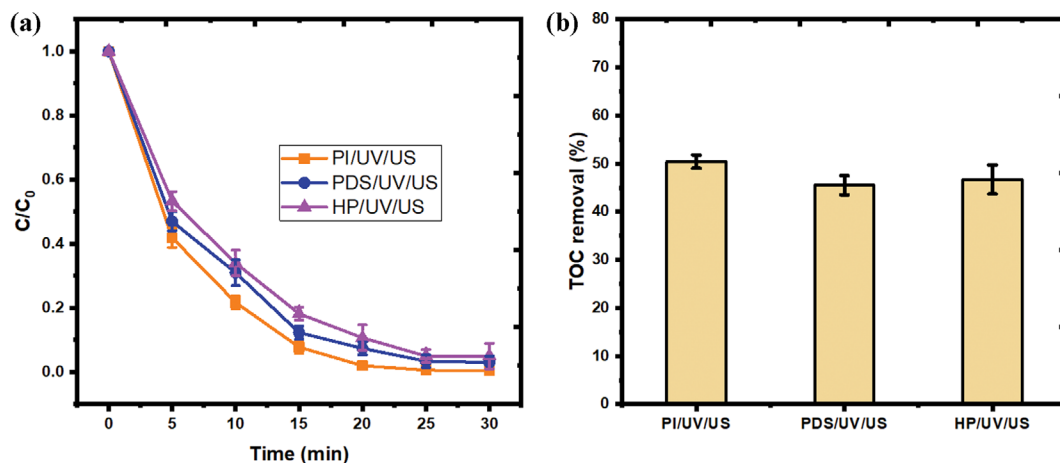 (a)
1.0
0.8
0.6
0.4
0.2
0.0
C/C0
PI/UV/US
PDS/UV/US
HP/UV/US
0 5 10 15 20 25 30
Time (min)
(b)
80
70
60
50
40
30
20
10
0
TOC removal (%)
PI/UV/US PDS/UV/US HP/UV/US